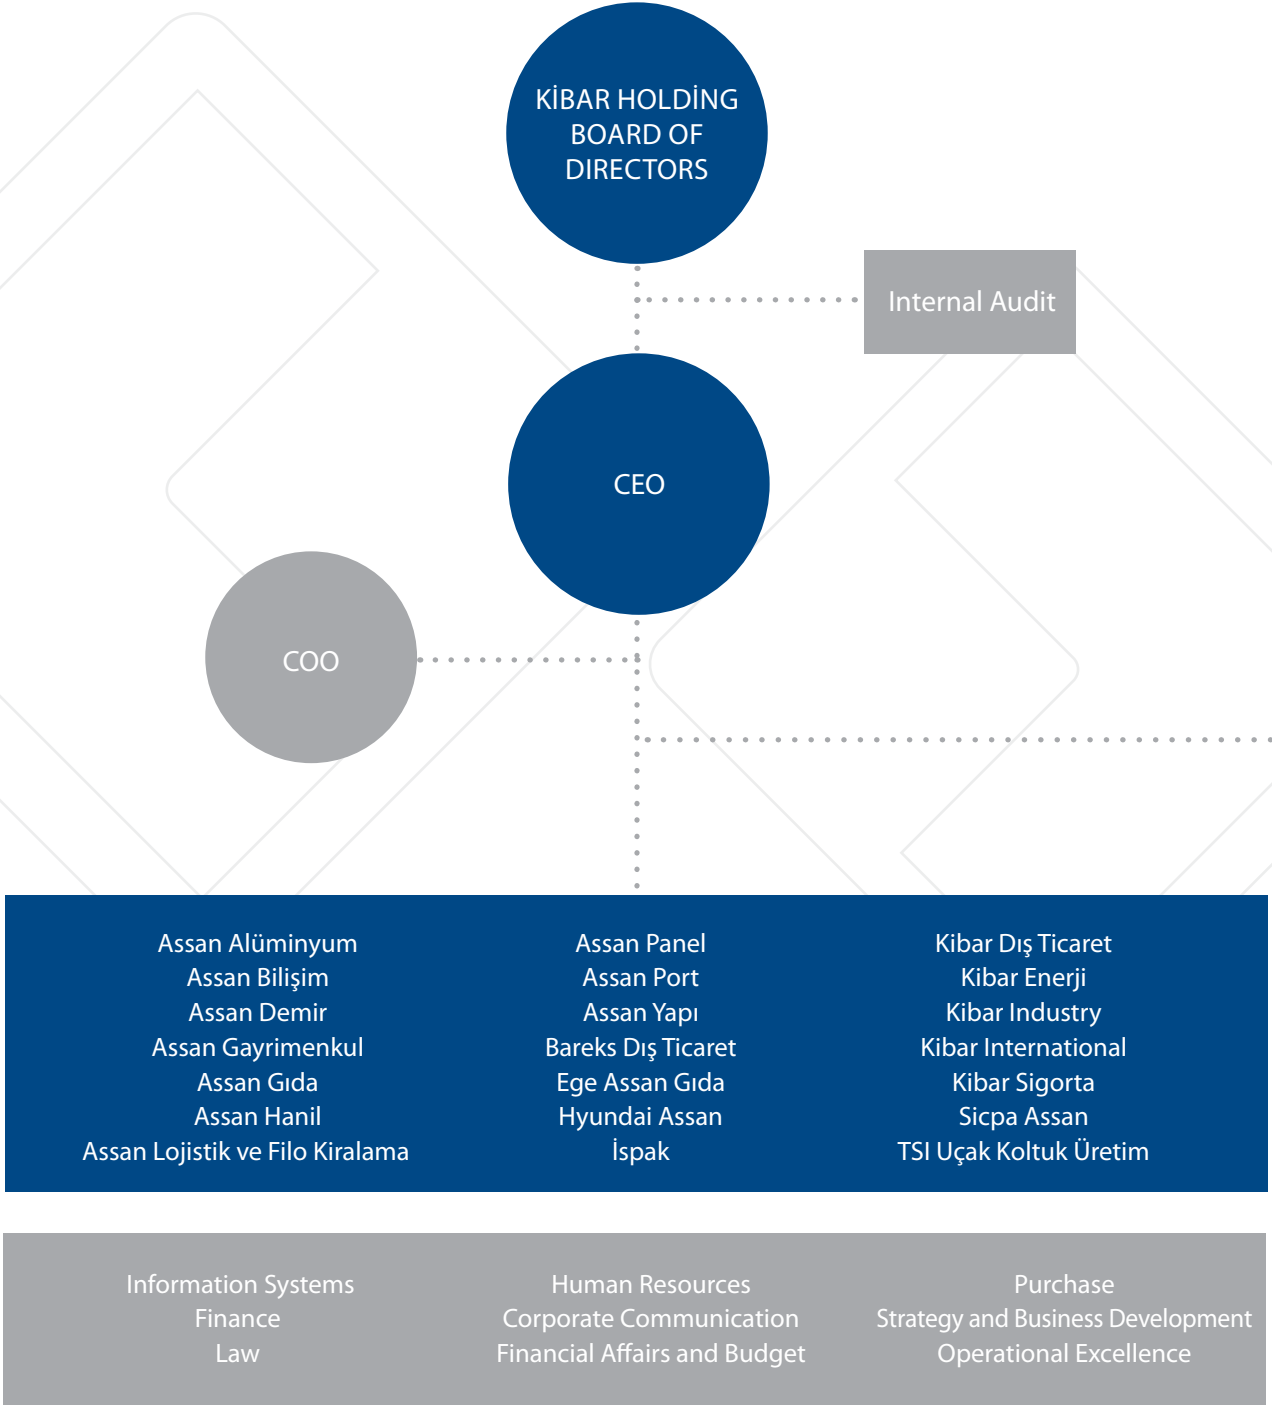 KİBAR HOLDİNG
BOARD OF
DIRECTORS
Internal Audit
CEO
COO
Assan Alüminyum
Assan Bilişim
Assan Demir
Assan Gayrimenkul
Assan Gıda
Assan Hanil
Assan Lojistik ve Filo Kiralama
Assan Panel
Assan Port
Assan Yapı
Bareks Dış Ticaret
Ege Assan Gıda
Hyundai Assan
İspak
Kibar Dış Ticaret
Kibar Enerji
Kibar Industry
Kibar International
Kibar Sigorta
Sicpa Assan
TSI Uçak Koltuk Üretim
Information Systems
Finance
Law
Human Resources
Corporate Communication
Financial Affairs and Budget
Purchase
Strategy and Business Development
Operational Excellence